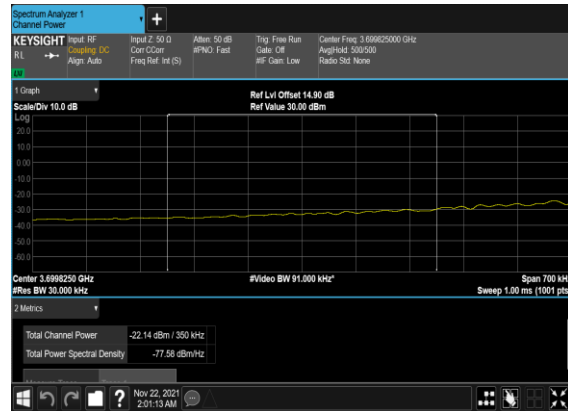 Spectrum Analyzer 1
Channel Power
+
KEYSIGHT Input: RF Input Z: 50 Ω Atten: 50 dB Trig: Free Run Center Freq: 3.699825000 GHz
RL Coupling: DC Corr CCorr #PNO: Fast Gate: Off Avg|Hold: 500/500
Align: Auto Freq Ref: Int (S) #IF Gain: Low Radio Std: None
1 Graph
Ref Lvl Offset 14.90 dB
Scale/Div 10.0 dB Ref Value 30.00 dBm
Log
20.0
10.0
0.00
-10.0
-20.0
-30.0
-40.0
-50.0
-60.0
Center 3.6998250 GHz #Video BW 91.000 kHz* Span 700 kH
#Res BW 30.000 kHz Sweep 1.00 ms (1001 pts
2 Metrics
Total Channel Power -22.14 dBm / 350 kHz
Total Power Spectral Density -77.58 dBm/Hz
?
Nov 22, 2021
2:01:13 AM